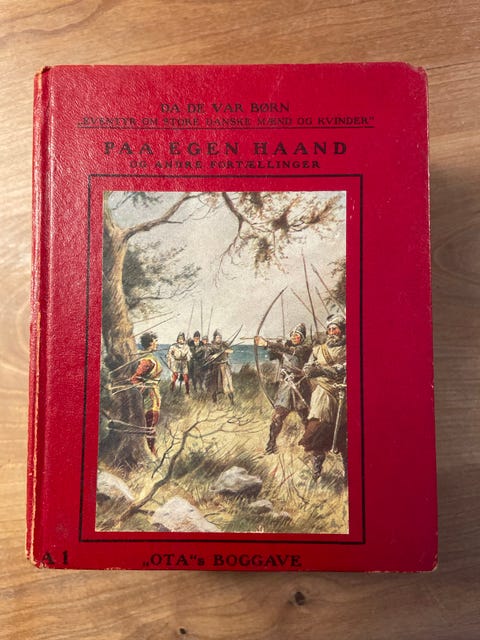 DA DE VAR BØRN
„EVENTYR OM STORE DANSKE MÆND OG KVINDER"
PAA EGEN HAAND
OG ANDRE FORTÆLLINGER
A 1
„OTA“s BOGGAVE